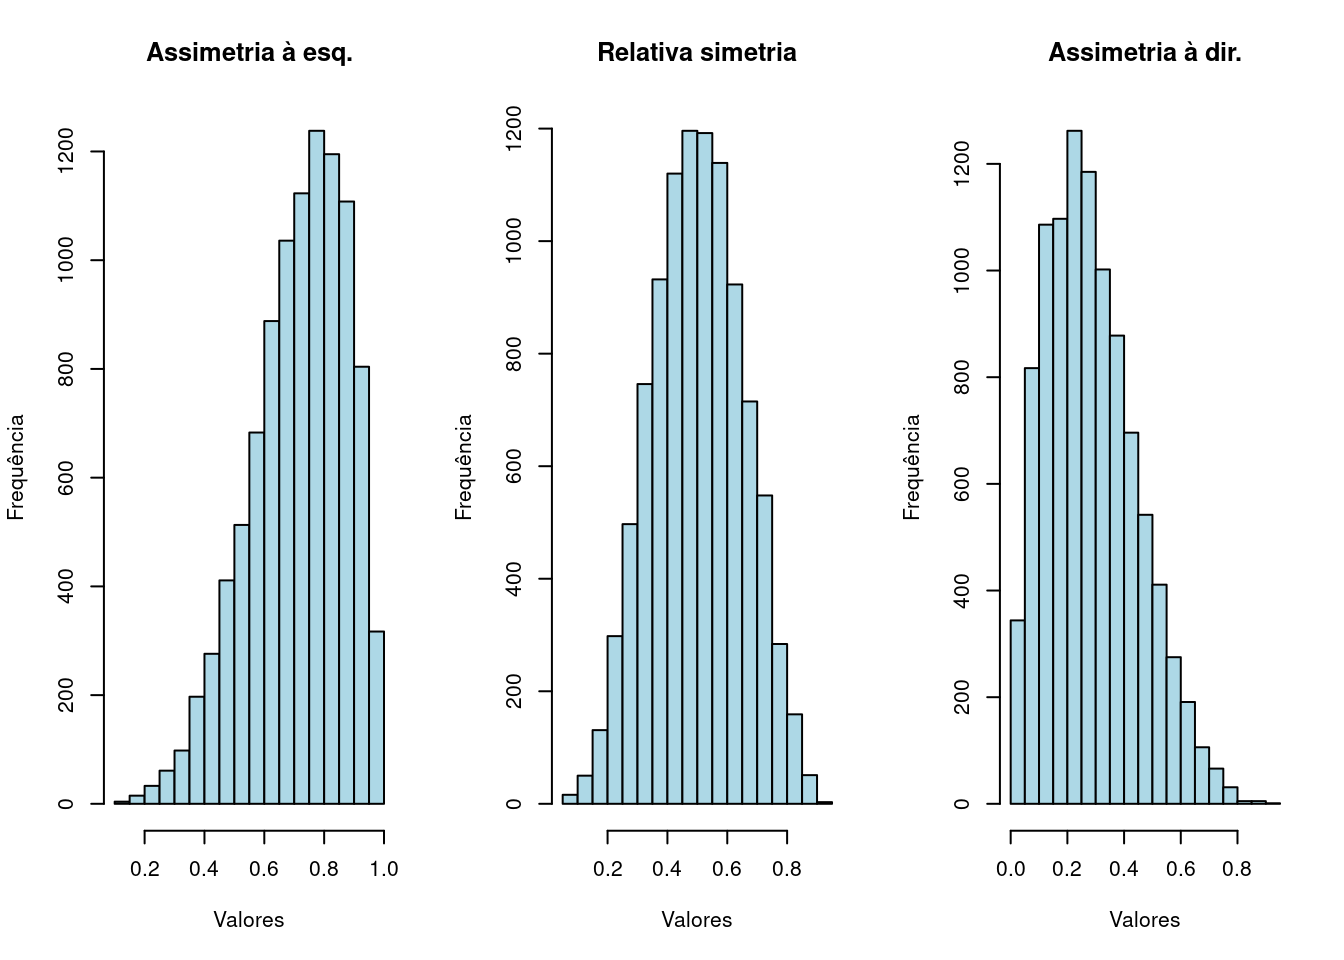 Assimetria à esq.
Frequência
1200
1000
800
600
400
200
0
0.2 0.4 0.6 0.8 1.0
Valores
Relativa simetria
Frequência
1200
1000
800
600
400
200
0
0.2 0.4 0.6 0.8
Valores
Assimetria à dir.
Frequência
1200
1000
800
600
400
200
0
0.0 0.2 0.4 0.6 0.8
Valores